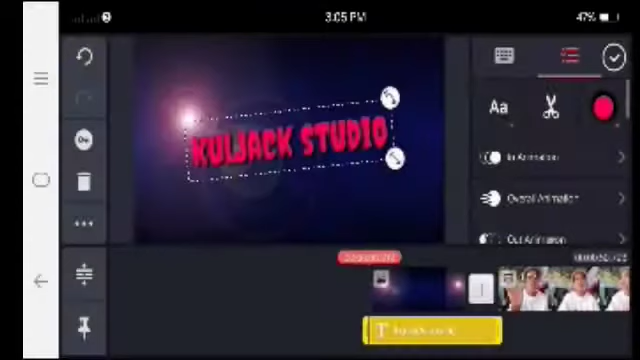 3:05 PM
47%
KULJACK STUDIO
Aa
In Animation
Overall Animation
Out Animation
T